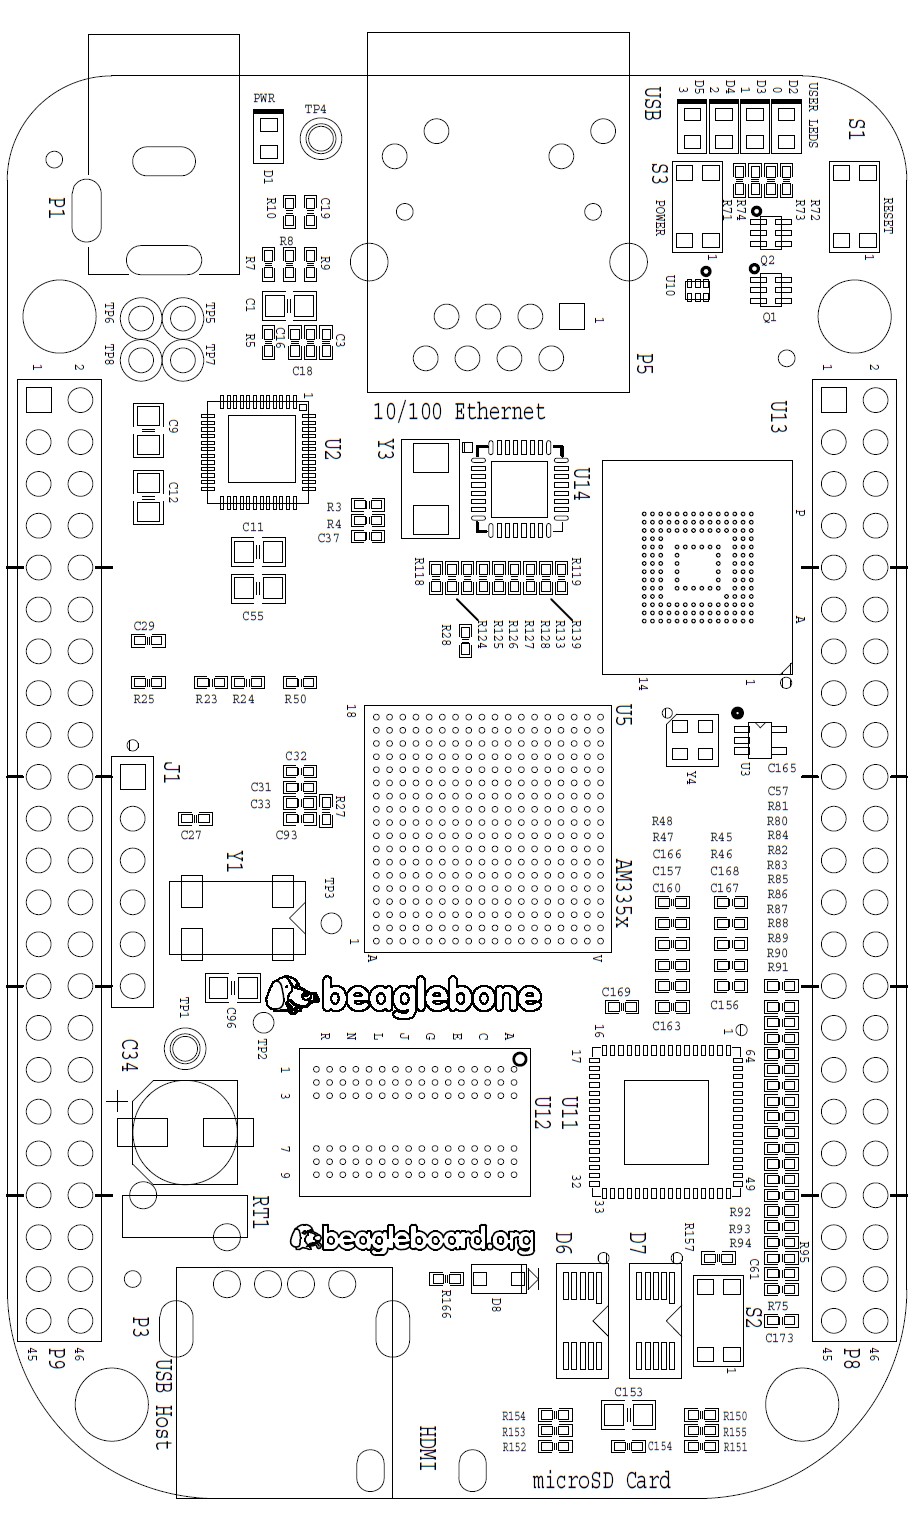 PWR
TP4
D1
P1
R10
C19
R8
R7
R9
C1
R5
C16
C3
C18
TP6
TP5
TP8
TP7
USB
D5
D4
D3
D2
3
2
1
0
USER LEDS
S1
S3
POWER
1
R71
R74
R73
R72
RESET
1
Q2
U10
Q1
1
P5
10/100 Ethernet
1
2
1
2
C9
C12
1
U2
C11
C55
Y3
U14
R3
R4
C37
R118
R119
R28
R124
R125
R126
R127
R128
R133
R139
U13
P
A
14
1
C29
R25
R23
R24
R50
18
U5
AM335x
1
A
V
Y4
U3
C165
J1
C32
C31
C33
C93
R27
C27
Y1
TP3
C57
R81
R80
R84
R82
R83
R85
R86
R87
R88
R89
R90
R91
R48
R47
C166
C157
C160
R45
R46
C168
C167
C169
C163
C156
C96
TP1
TP2
beaglebone
R
N
L
J
G
E
C
A
1
3
7
9
U12
U11
16
17
1
64
32
33
49
C34
RT1
beagleboard.org
R92
R93
R94
R95
R157
C61
R75
C173
D6
D7
S2
1
D8
R166
P3
USB Host
45
46
P9
45
46
P8
C153
R154
R153
R152
C154
R150
R155
R151
HDMI
microSD Card